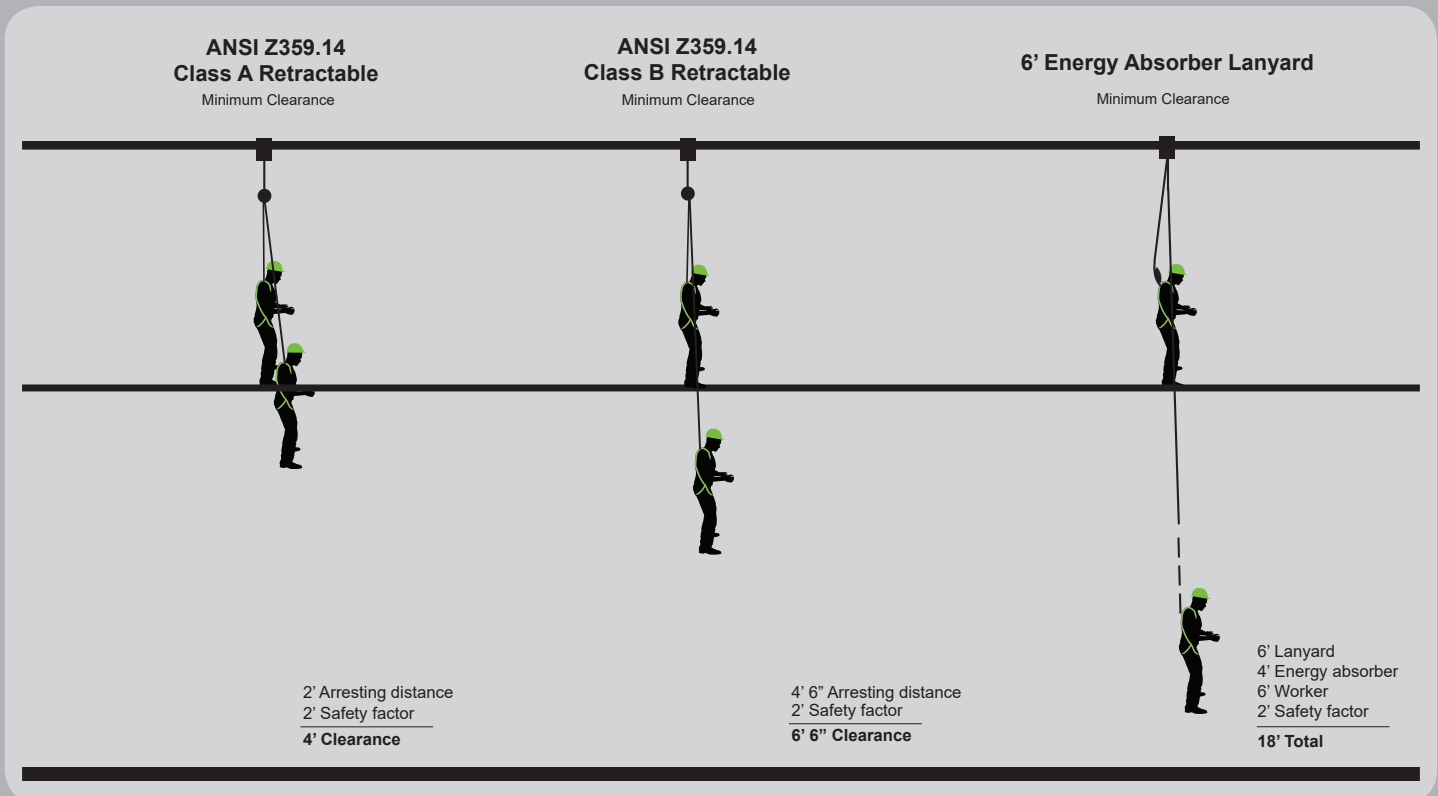 ANSI Z359.14
Class A Retractable
Minimum Clearance
ANSI Z359.14
Class B Retractable
Minimum Clearance
6’ Energy Absorber Lanyard
Minimum Clearance
2’ Arresting distance
2’ Safety factor
4’ Clearance
4’ 6” Arresting distance
2’ Safety factor
6’ 6” Clearance
6’ Lanyard
4’ Energy absorber
6’ Worker
2’ Safety factor
18’ Total